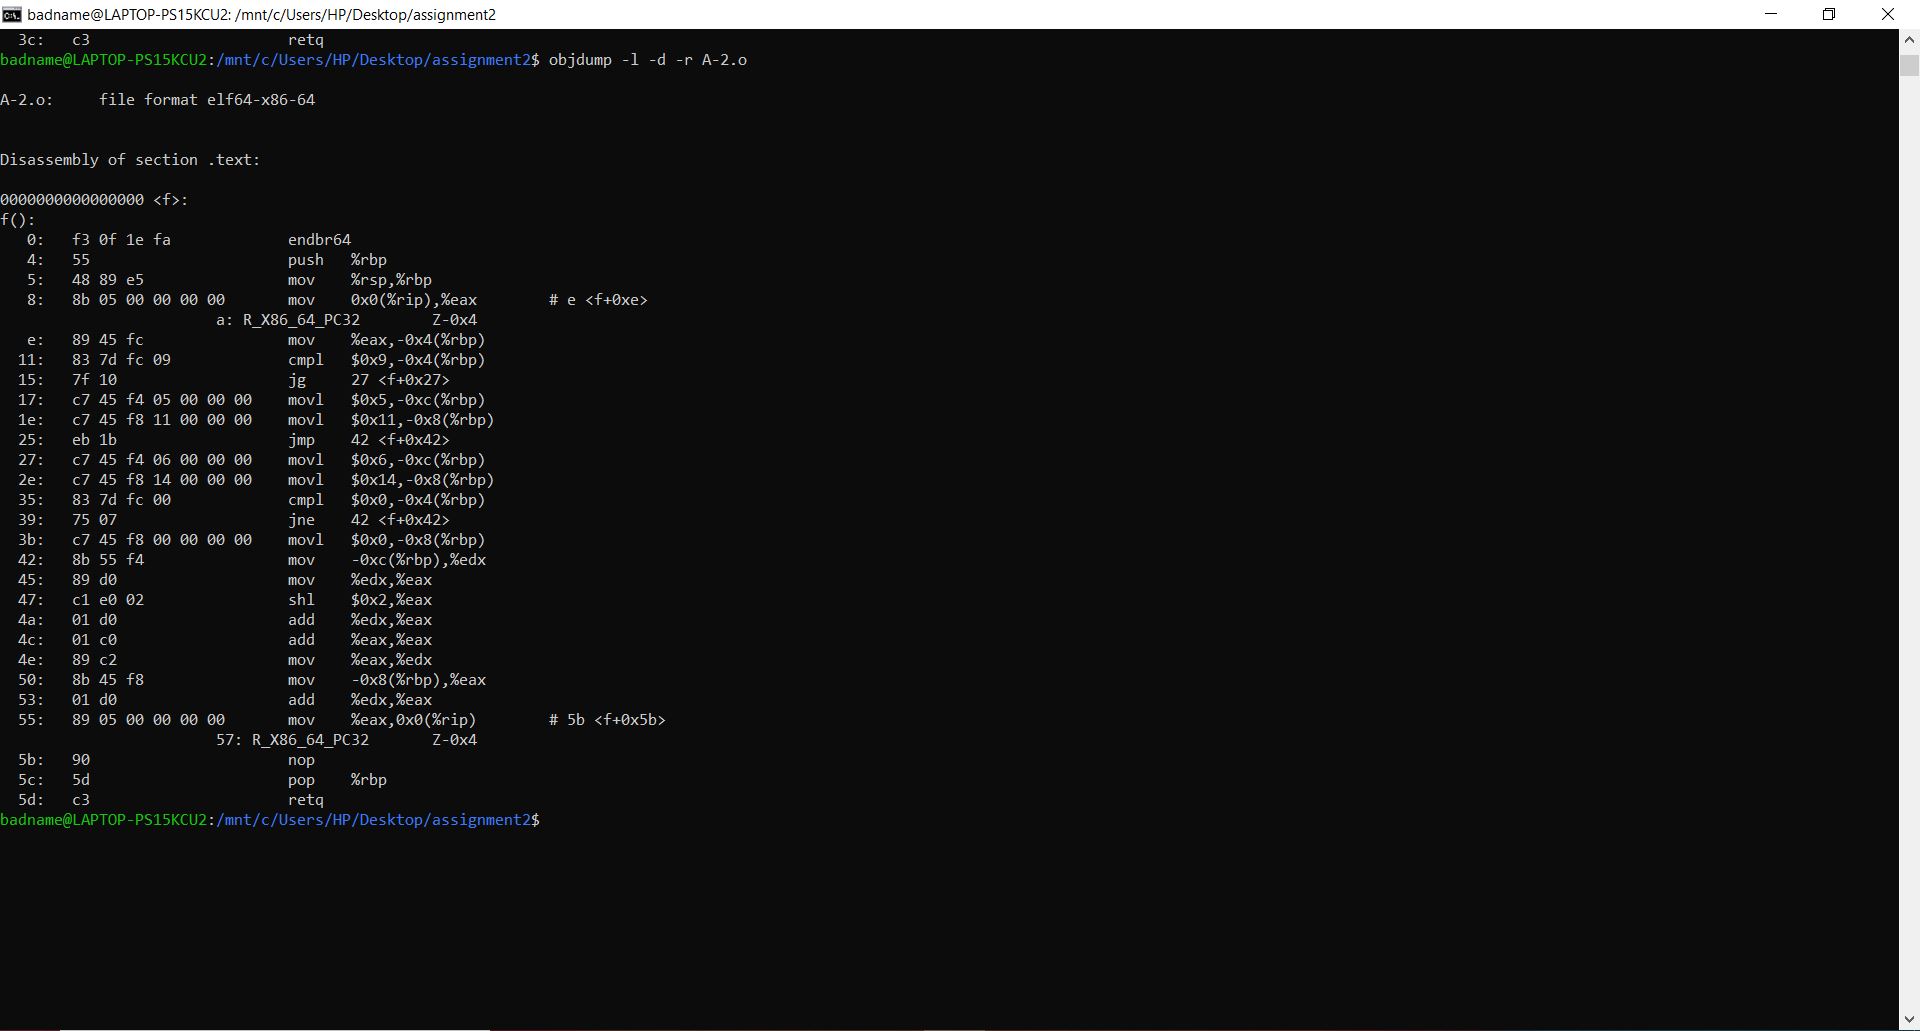 badname@LAPTOP-PS15KCU2: /mnt/c/Users/HP/Desktop/assignment2
  3c:   c3                      retq
badname@LAPTOP-PS15KCU2:/mnt/c/Users/HP/Desktop/assignment2$ objdump -l -d -r A-2.o
A-2.o:     file format elf64-x86-64
Disassembly of section .text:
0000000000000000 <f>:
f():
   0:   f3 0f 1e fa             endbr64
   4:   55                      push   %rbp
   5:   48 89 e5                mov    %rsp,%rbp
   8:   8b 05 00 00 00 00       mov    0x0(%rip),%eax        # e <f+0xe>
                        a: R_X86_64_PC32        Z-0x4
   e:   89 45 fc                mov    %eax,-0x4(%rbp)
  11:   83 7d fc 09             cmpl   $0x9,-0x4(%rbp)
  15:   7f 10                   jg     27 <f+0x27>
  17:   c7 45 f4 05 00 00 00    movl   $0x5,-0xc(%rbp)
  1e:   c7 45 f8 11 00 00 00    movl   $0x11,-0x8(%rbp)
  25:   eb 1b                   jmp    42 <f+0x42>
  27:   c7 45 f4 06 00 00 00    movl   $0x6,-0xc(%rbp)
  2e:   c7 45 f8 14 00 00 00    movl   $0x14,-0x8(%rbp)
  35:   83 7d fc 00             cmpl   $0x0,-0x4(%rbp)
  39:   75 07                   jne    42 <f+0x42>
  3b:   c7 45 f8 00 00 00 00    movl   $0x0,-0x8(%rbp)
  42:   8b 55 f4                mov    -0xc(%rbp),%edx
  45:   89 d0                   mov    %edx,%eax
  47:   c1 e0 02                shl    $0x2,%eax
  4a:   01 d0                   add    %edx,%eax
  4c:   01 c0                   add    %eax,%eax
  4e:   89 c2                   mov    %eax,%edx
  50:   8b 45 f8                mov    -0x8(%rbp),%eax
  53:   01 d0                   add    %edx,%eax
  55:   89 05 00 00 00 00       mov    %eax,0x0(%rip)        # 5b <f+0x5b>
                        57: R_X86_64_PC32       Z-0x4
  5b:   90                      nop
  5c:   5d                      pop    %rbp
  5d:   c3                      retq
badname@LAPTOP-PS15KCU2:/mnt/c/Users/HP/Desktop/assignment2$